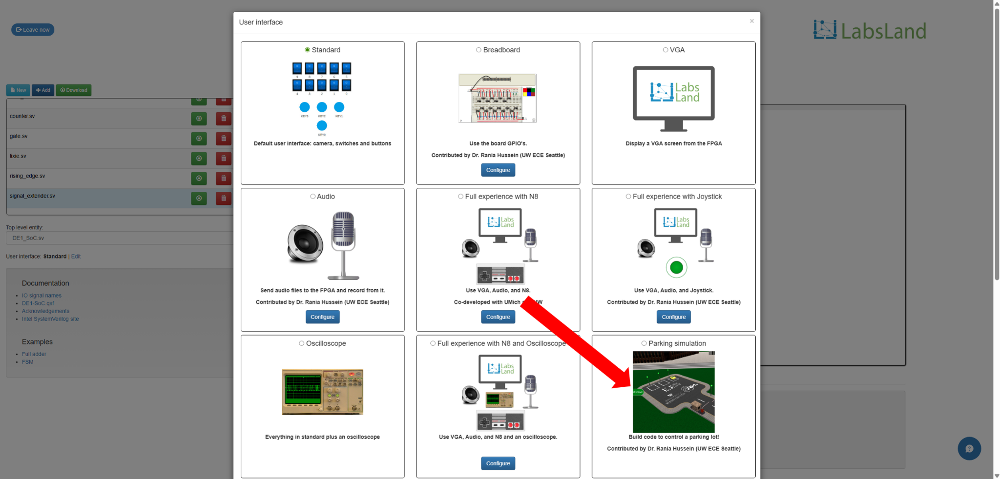 User interface
×
Leave now
LabsLand
New
Add
Download
counter.sv
gate.sv
lixie.sv
rising_edge.sv
signal_extender.sv
Top level entity:
DE1_SoC.sv
User interface: Standard | Edit
Documentation
IO signal names
DE1-SoC.qsf
Acknowledgements
Intel SystemVerilog site
Examples
Full adder
FSM
Standard
9 8 7 6 5
4 3 2 1 0
KEY3 KEY2 KEY1
KEY0
Default user interface: camera, switches and buttons
Breadboard
Use the board GPIO's.
Contributed by Dr. Rania Hussein (UW ECE Seattle)
Configure
VGA
Labs
Land
Display a VGA screen from the FPGA
Audio
Send audio files to the FPGA and record from it.
Contributed by Dr. Rania Hussein (UW ECE Seattle)
Configure
Full experience with N8
Labs
Land
Use VGA, Audio, and N8.
Co-developed with UMich a UW
Configure
Full experience with Joystick
Labs
Land
Use VGA, Audio, and Joystick.
Contributed by Dr. Rania Hussein (UW ECE Seattle)
Configure
Oscilloscope
Everything in standard plus an oscilloscope
Full experience with N8 and Oscilloscope
Labs
Land
Use VGA, Audio, and N8 and an oscilloscope.
Configure
Parking simulation
d leave
Labs
Land
W
WASHINGTON
Build code to control a parking lot!
Contributed by Dr. Rania Hussein (UW ECE Seattle)